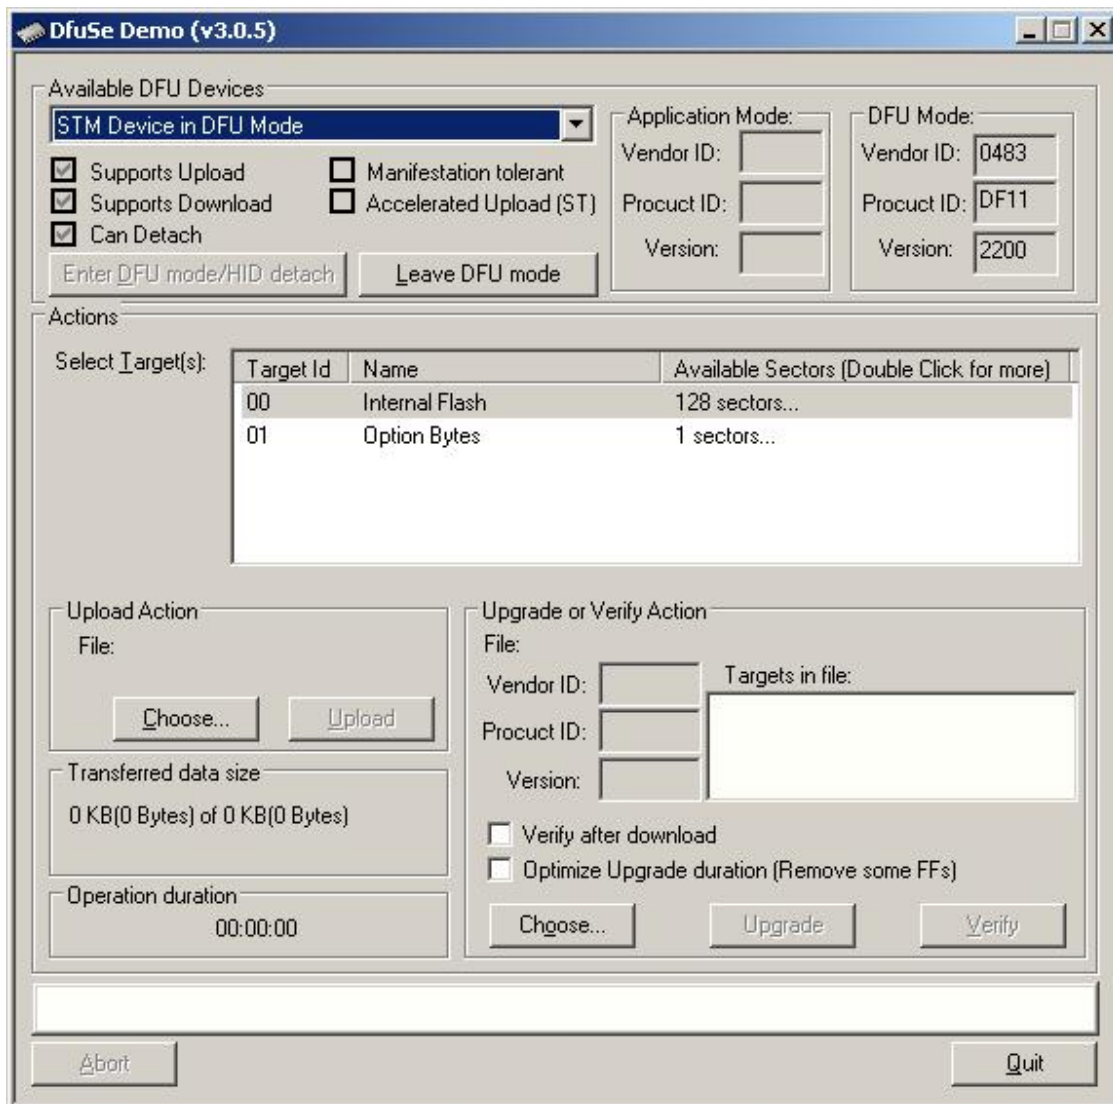 DfuSe Demo (v3.0.5)
Available DFU Devices
STM Device in DFU Mode
Supports Upload
Manifestation tolerant
Supports Download
Accelerated Upload (ST)
Can Detach
Enter DFU mode/HID detach
Leave DFU mode
Application Mode:
Vendor ID:
Procuct ID:
Version:
DFU Mode:
Vendor ID: 0483
Procuct ID: DF11
Version: 2200
Actions
Select Target(s):
Target Id Name Available Sectors (Double Click for more)
00 Internal Flash 128 sectors...
01 Option Bytes 1 sectors...
Upload Action
File:
Choose... Upload
Transferred data size
0 KB(0 Bytes) of 0 KB(0 Bytes)
Operation duration
00:00:00
Upgrade or Verify Action
File:
Vendor ID:
Procuct ID:
Version:
Targets in file:
Verify after download
Optimize Upgrade duration (Remove some FFs)
Choose... Upgrade Verify
Abort Quit